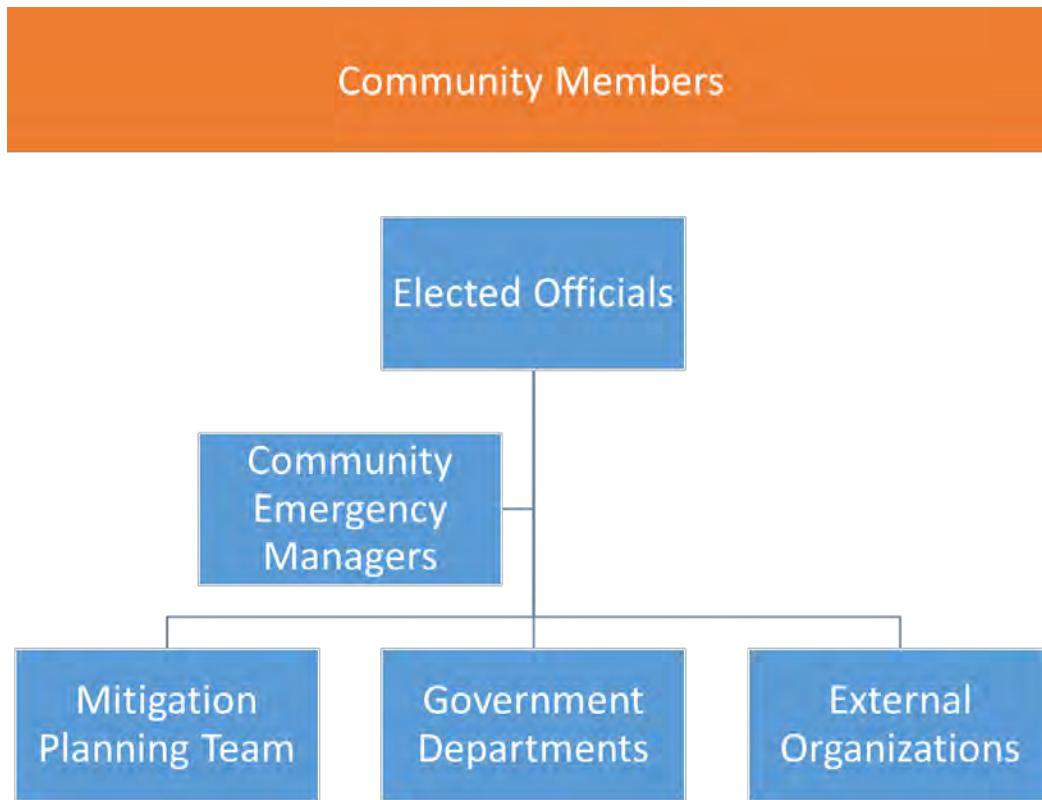 Community Members
Elected Officials
Community
Emergency
Managers
Mitigation
Planning Team
Government
Departments
External
Organizations